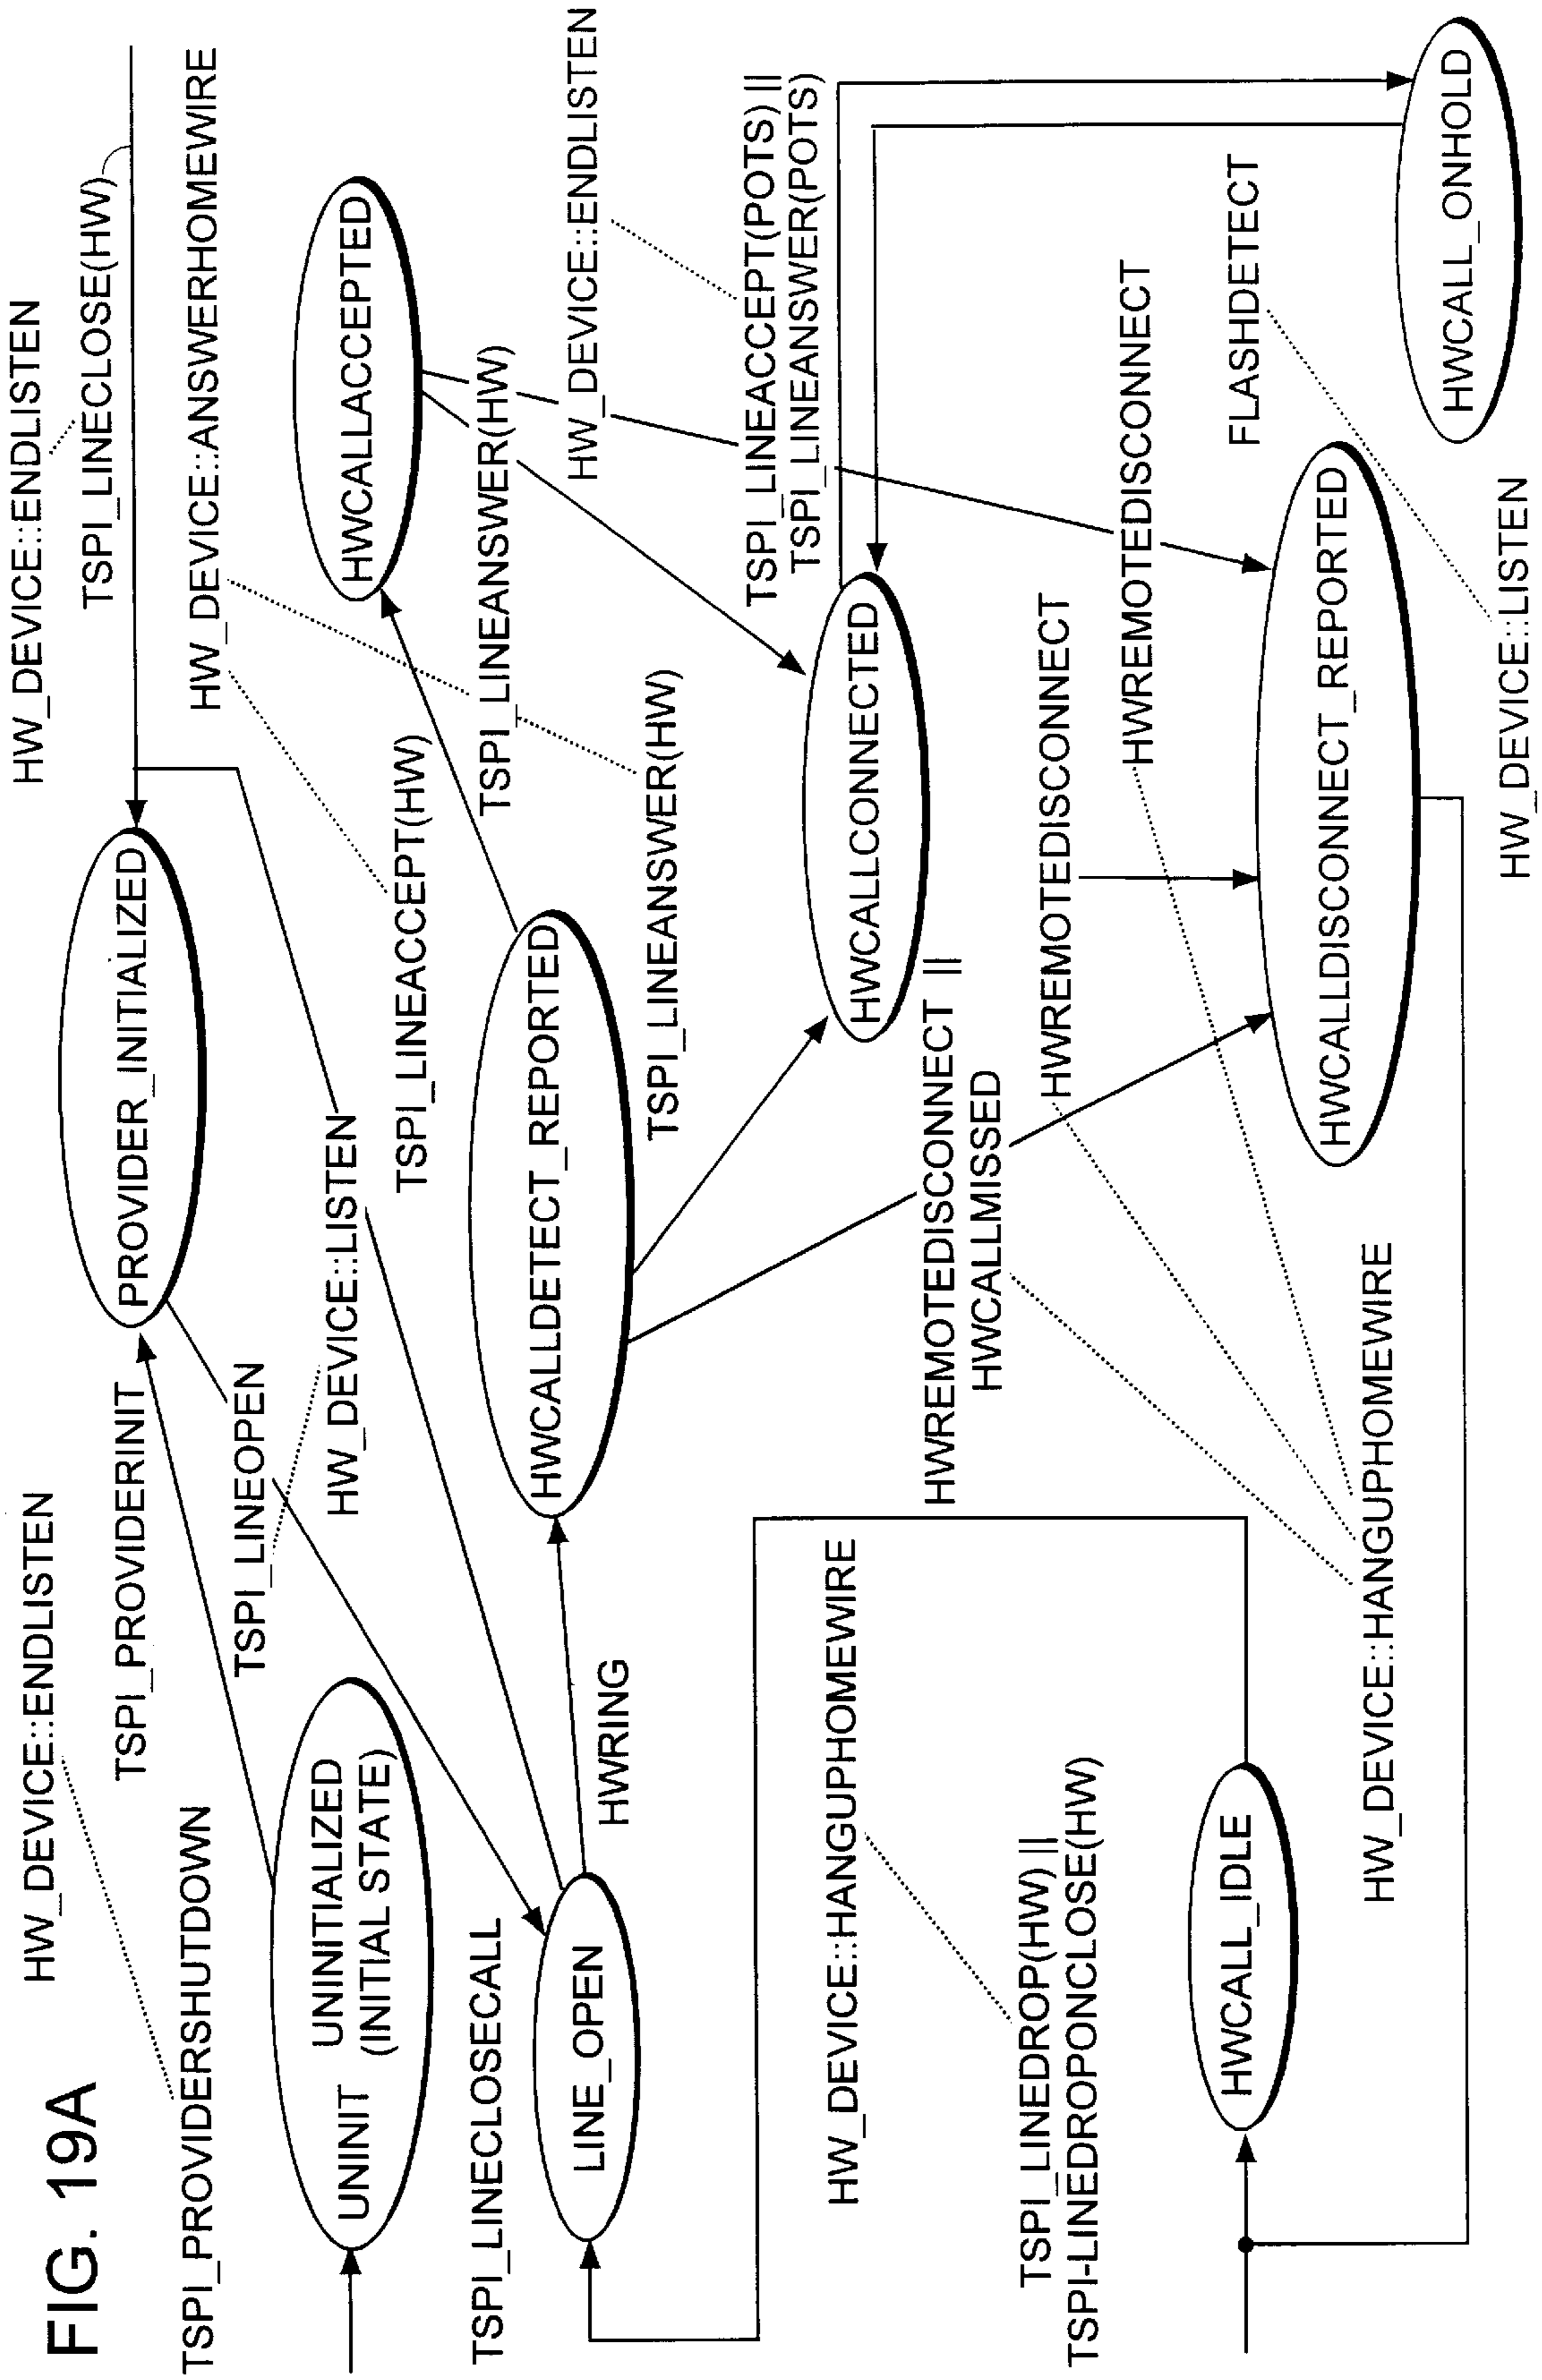 FIG. 19A
HW_DEVICE::ENDLISTEN
TSPI_PROVIDERSHUTDOWN
TSPI_PROVIDERINIT
UNINIT
UNINITIALIZED
(INITIAL STATE)
PROVIDER_INITIALIZED
HW_DEVICE::ENDLISTEN
TSPI_LINECLOSE(HW)
HW_DEVICE::ANSWERHOMEWIRE
TSPI_LINEOPEN
HW_DEVICE::LISTEN
TSPI_LINEACCEPT(HW)
HWCALLACCEPTED
TSPI_LINECLOSECALL
LINE_OPEN
HWRING
HWCALLDETECT_REPORTED
TSPI_LINEANSWER(HW)
HW_DEVICE::ENDLISTEN
TSPI_LINEANSWER(HW)
TSPI_LINEACCEPT(POTS) ||
TSPI_LINEANSWER(POTS)
HW_DEVICE::HANGUPHOMEWIRE
HWCALLCONNECTED
HWREMOTEDISCONNECT ||
HWCALLMISSED
TSPI_LINEDROP(HW) ||
TSPI-LINEDROPONCLOSE(HW)
HWREMOTEDISCONNECT
HWREMOTEDISCONNECT
FLASHDETECT
HWCALL_IDLE
HW_DEVICE::HANGUPHOMEWIRE
HWCALLDISCONNECT_REPORTED
HWCALL_ONHOLD
HW_DEVICE::LISTEN